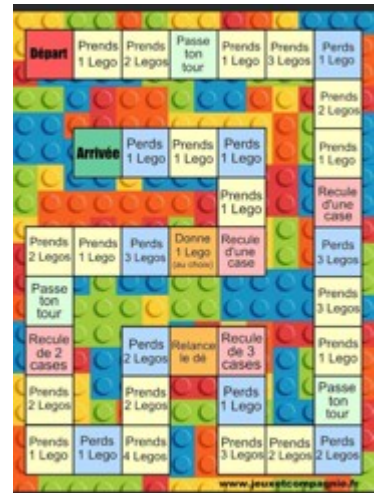 Départ
Prends
1 Lego
Prends
2 Legos
Passe
ton
tour
Prends
1 Lego
Prends
3 Legos
Perds
1 Lego
Prends
2 Legos
Arrivée
Perds
1 Lego
Prends
1 Lego
Perds
1 Lego
Prends
1 Lego
Prends
1 Lego
Recule
d'une
case
Prends
2 Legos
Prends
1 Lego
Perds
3 Legos
Donne
1 Lego
(au choix)
Recule
d'une
case
Perds
3 Legos
Passe
ton
tour
Prends
3 Legos
Recule
de 2
cases
Perds
2 Legos
Relance
le dé
Recule
de 3
cases
Prends
1 Lego
Prends
2 Legos
Prends
2 Legos
Perds
1 Lego
Passe
ton
tour
Prends
1 Lego
Perds
1 Lego
Prends
4 Legos
Prends
3 Legos
Prends
2 Legos
Perds
2 Legos
www.jeuxetcompagnie.fr